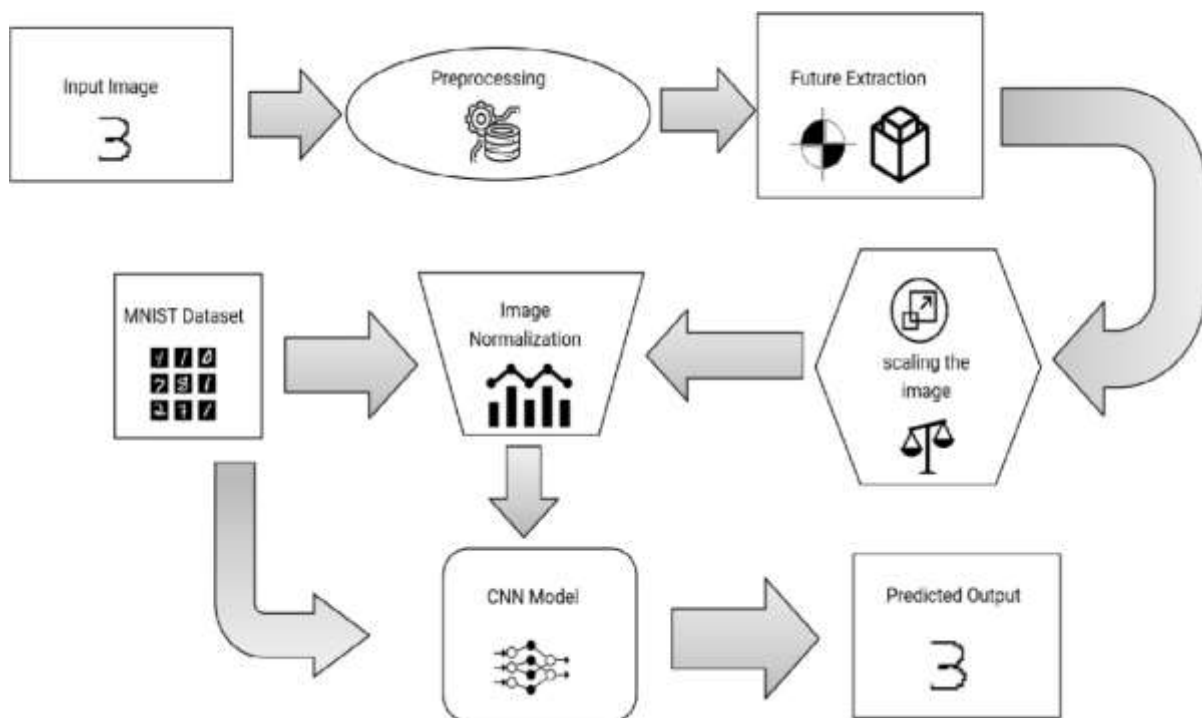 Input Image
3
Preprocessing
Future Extraction
scaling the
image
Image
Normalization
MNIST Dataset
CNN Model
Predicted Output
3